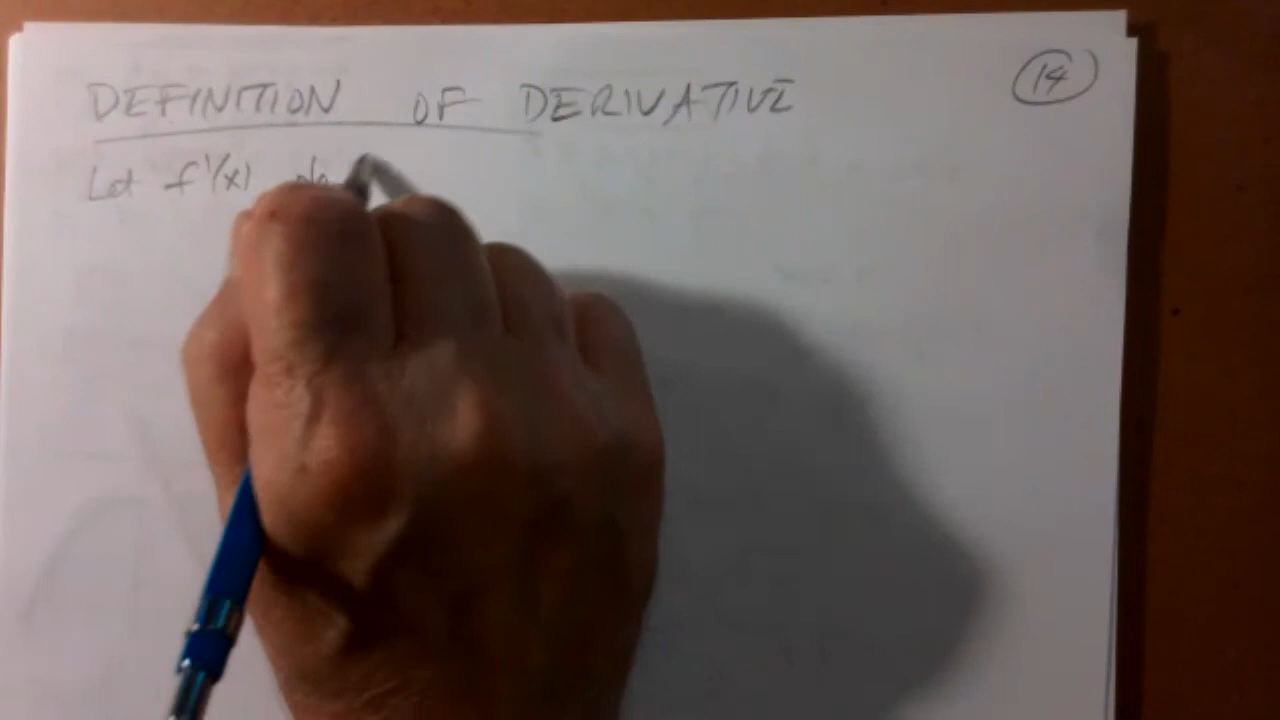 DEFINITION OF DERIVATIVE
14
Let f'(x)